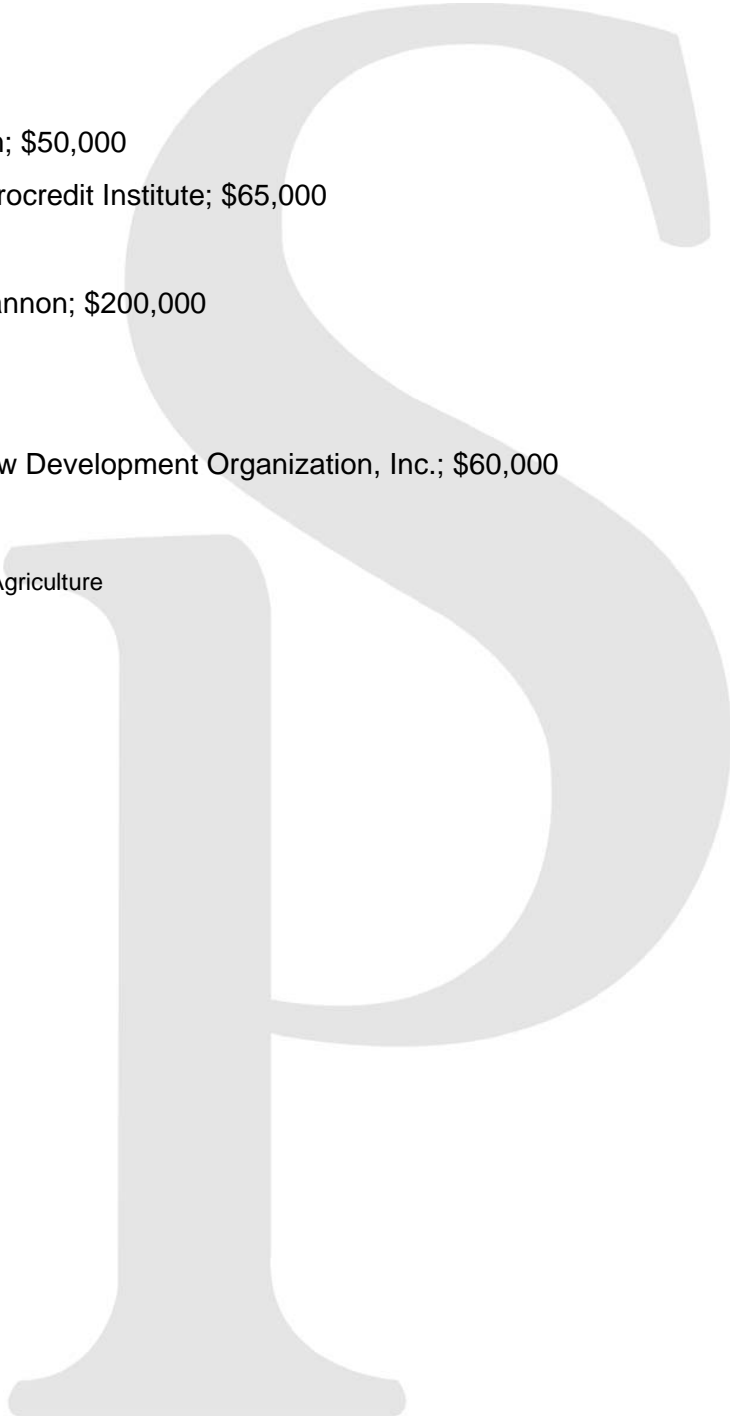 n; $50,000
rocredit Institute; $65,000
annon; $200,000
w Development Organization, Inc.; $60,000
Agriculture